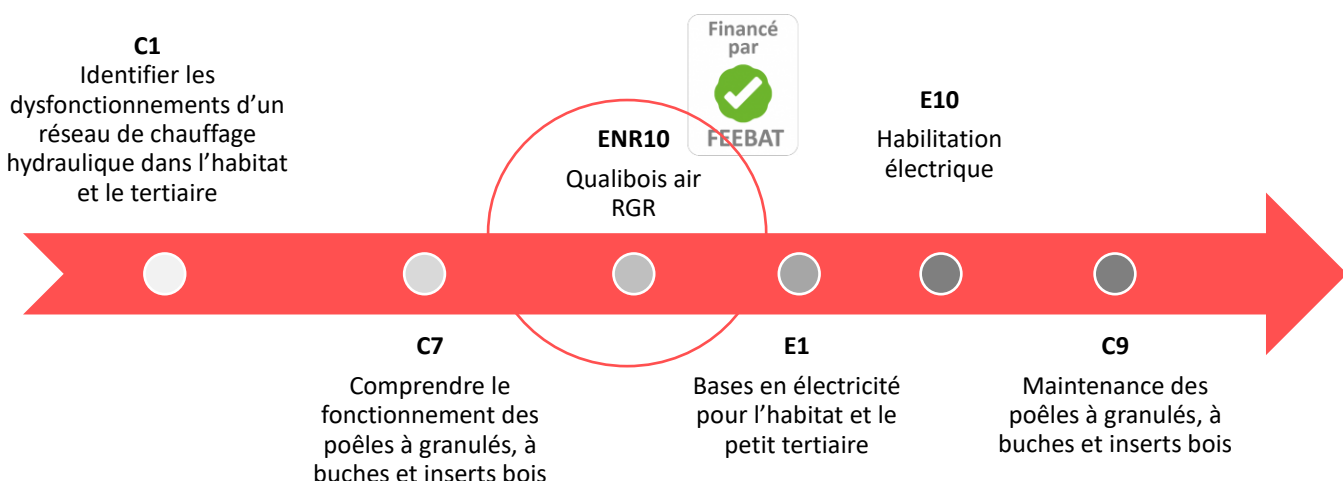 C1
Identifier les
dysfonctionnements d'un
réseau de chauffage
hydraulique dans l'habitat
et le tertiaire
Financé
par
FEEBAT
ENR10
Qualibois air
RGR
E10
Habilitation
électrique
C7
Comprendre le
fonctionnement des
poêles à granulés, à
buches et inserts bois
E1
Bases en électricité
pour l'habitat et le
petit tertiaire
C9
Maintenance des
poêles à granulés, à
buches et inserts bois